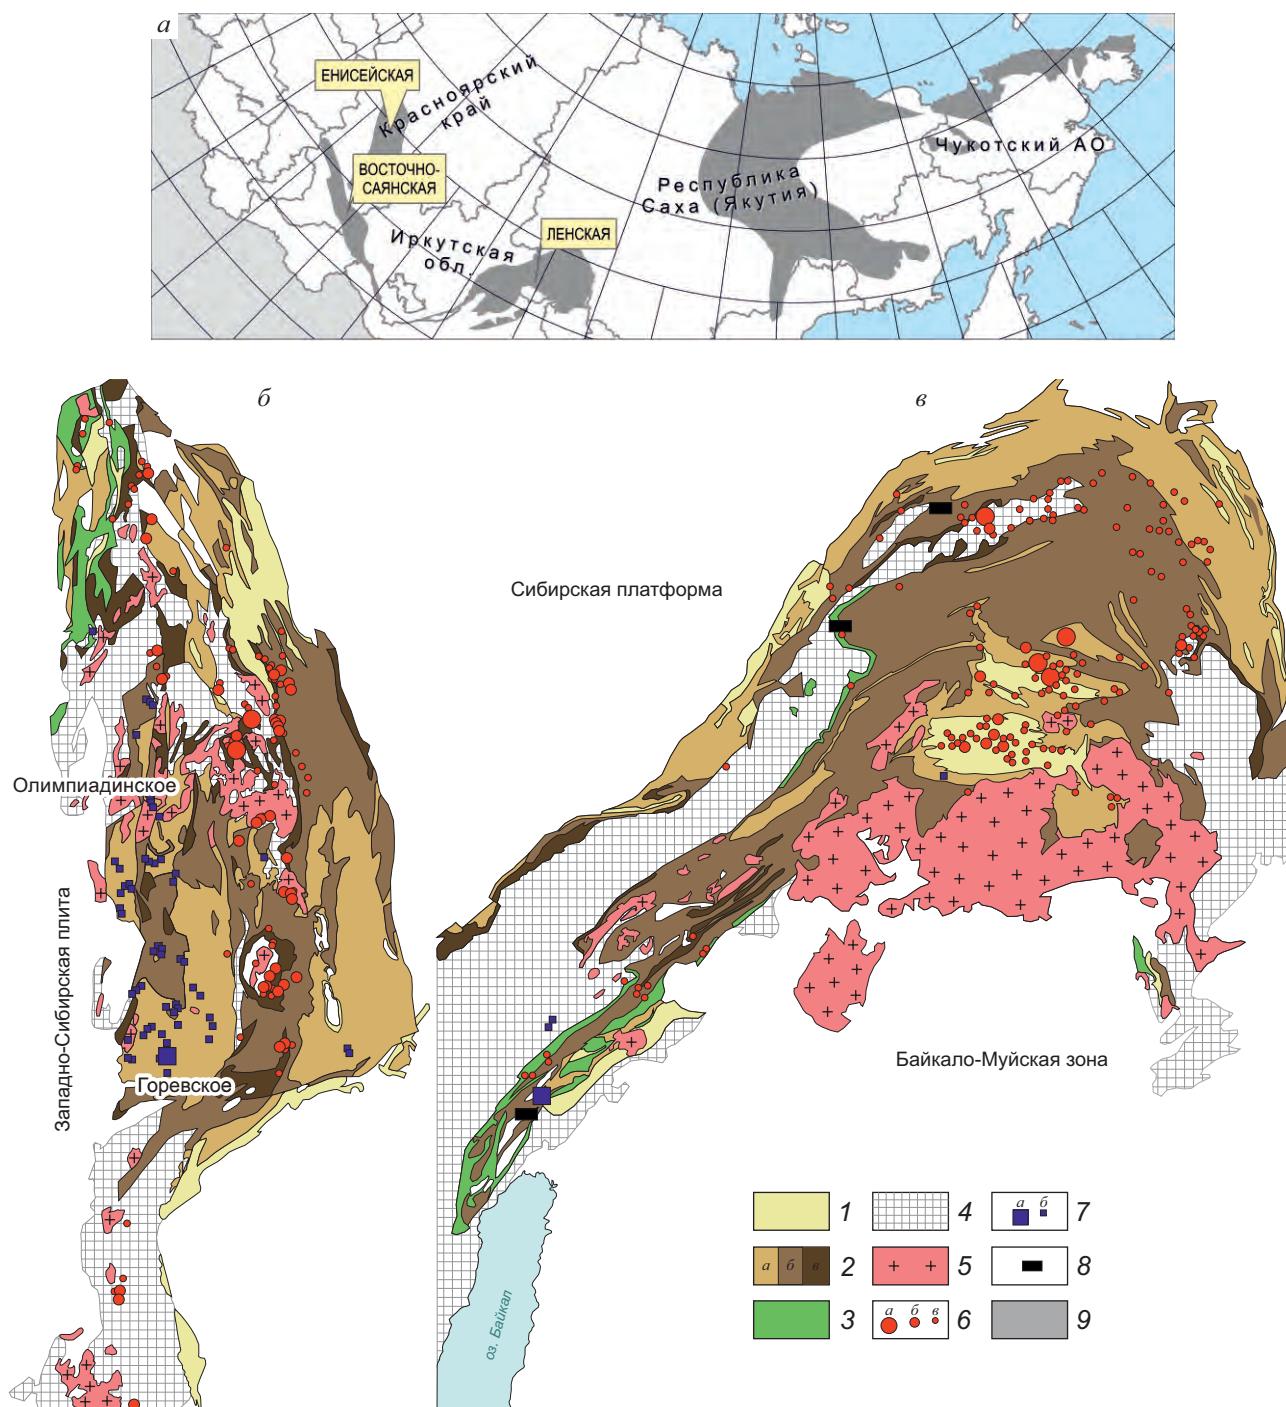 а
ЕНИСЕЙСКАЯ
Красноярский
край
ВОСТОЧНО-
САЯНСКАЯ
Иркутская
обл.
ЛЕНСКАЯ
Республика
Саха (Якутия)
Чукотский АО
б
в
Сибирская платформа
Олимпиадинское
Западно-Сибирская плита
Горевское
Байкало-Муйская зона
оз. Байкал
1
4
а б
7
а б в
2
5
8
3
а б в
6
9